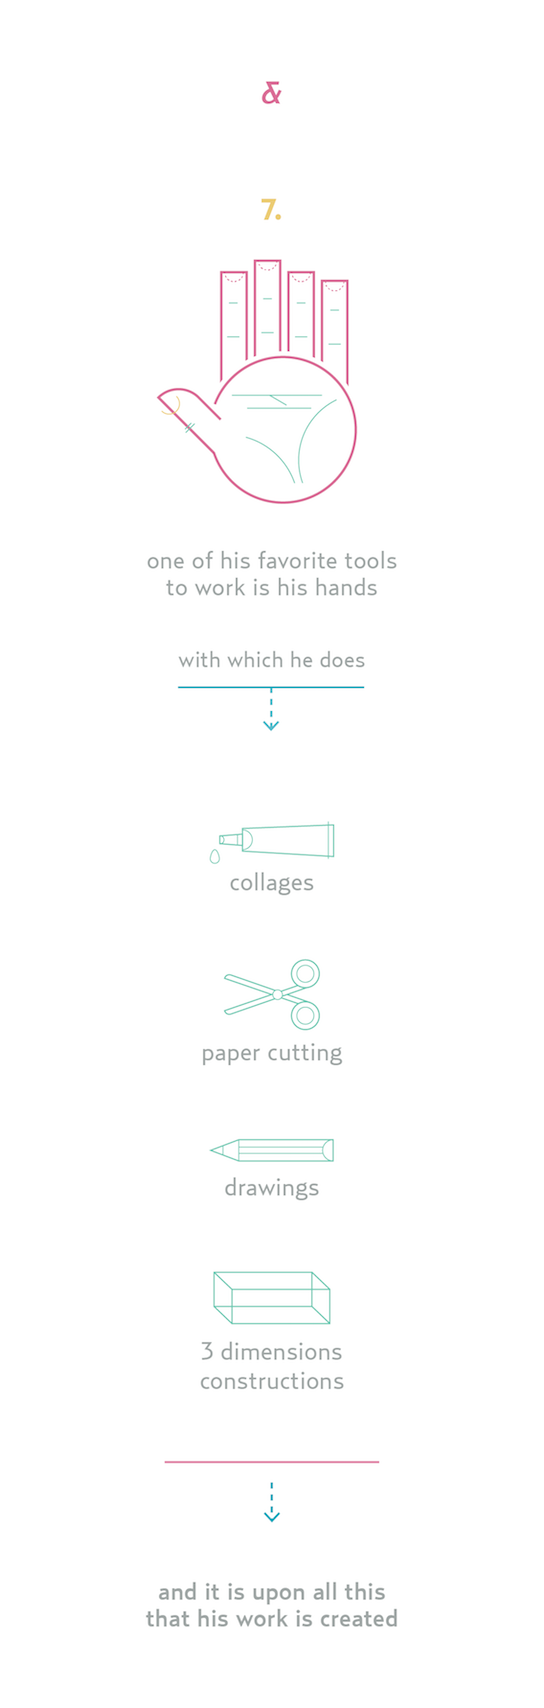 &
7.
one of his favorite tools
to work is his hands
with which he does
collages
paper cutting
drawings
3 dimensions
constructions
and it is upon all this
that his work is created